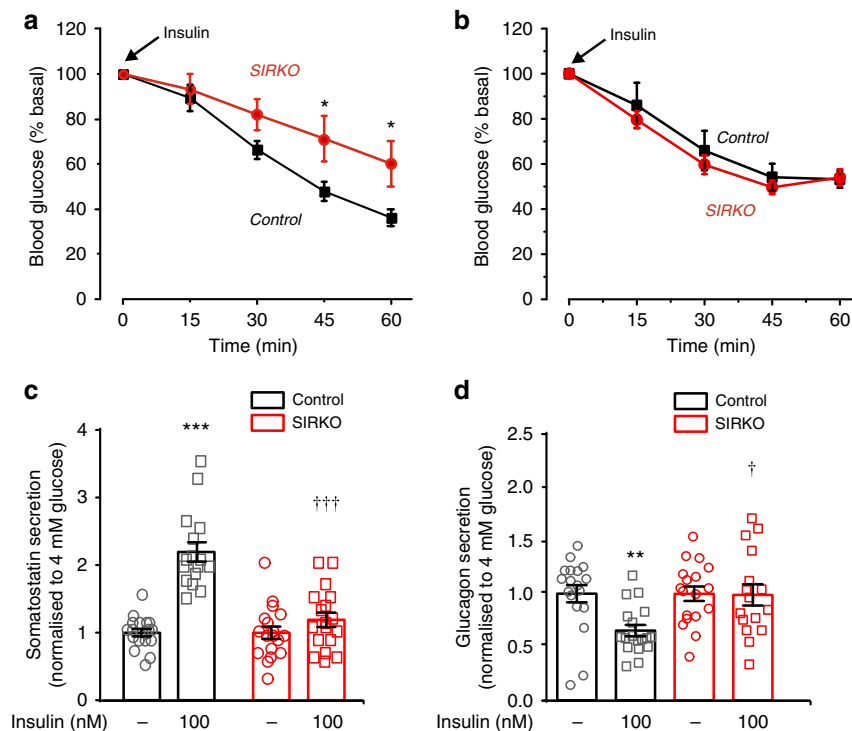 a
120
100
80
60
40
20
0
Blood glucose (% basal)
Insulin
SIRKO
*
*
Control
0 15 30 45 60
Time (min)
b
120
100
80
60
40
20
0
Blood glucose (% basal)
Insulin
Control
SIRKO
0 15 30 45 60
Time (min)
c
Control
SIRKO
4
3
2
1
0
Somatostatin secretion
(normalised to 4 mM glucose)
***
†††
Insulin (nM) – 100 – 100
d
Control
SIRKO
2.5
2.0
1.5
1.0
0.5
0.0
Glucagon secretion
(normalised to 4 mM glucose)
**
†
Insulin (nM) – 100 – 100